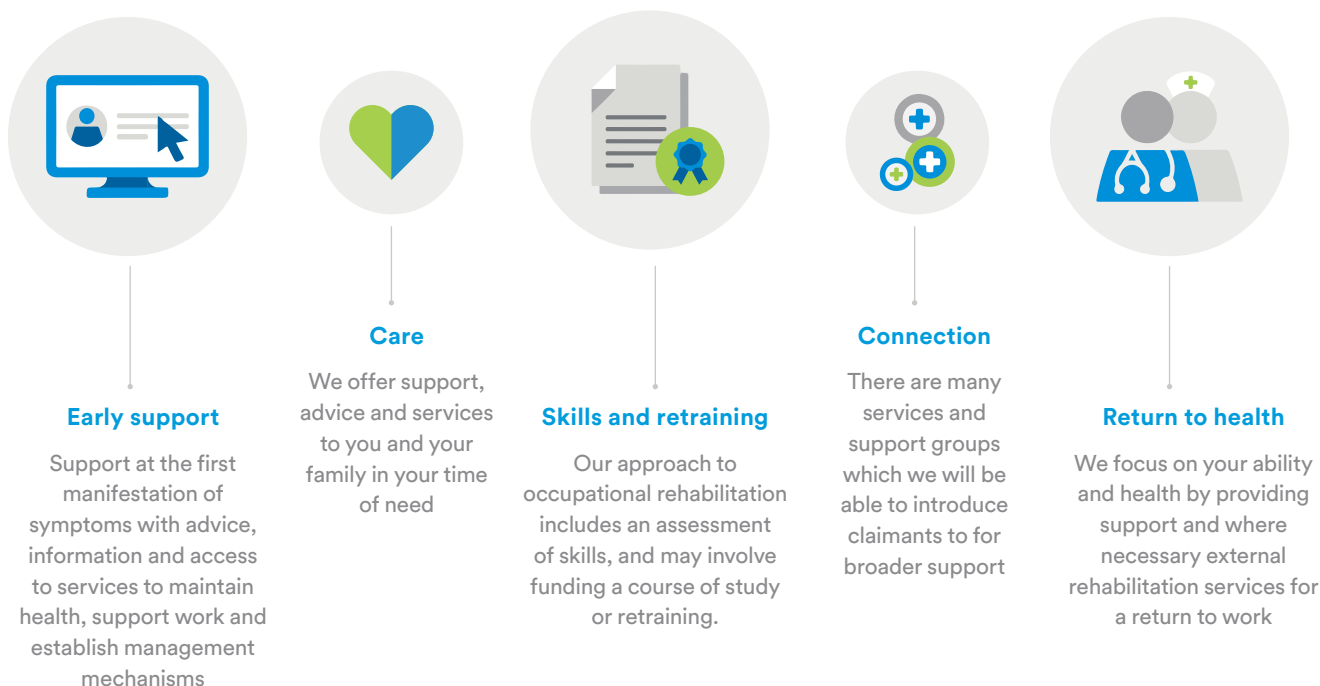 Early support
Support at the first
manifestation of
symptoms with advice,
information and access
to services to maintain
health, support work and
establish management
mechanisms
Care
We offer support,
advice and services
to you and your
family in your time
of need
Skills and retraining
Our approach to
occupational rehabilitation
includes an assessment
of skills, and may involve
funding a course of study
or retraining.
Connection
There are many
services and
support groups
which we will be
able to introduce
claimants to for
broader support
Return to health
We focus on your ability
and health by providing
support and where
necessary external
rehabilitation services for
a return to work